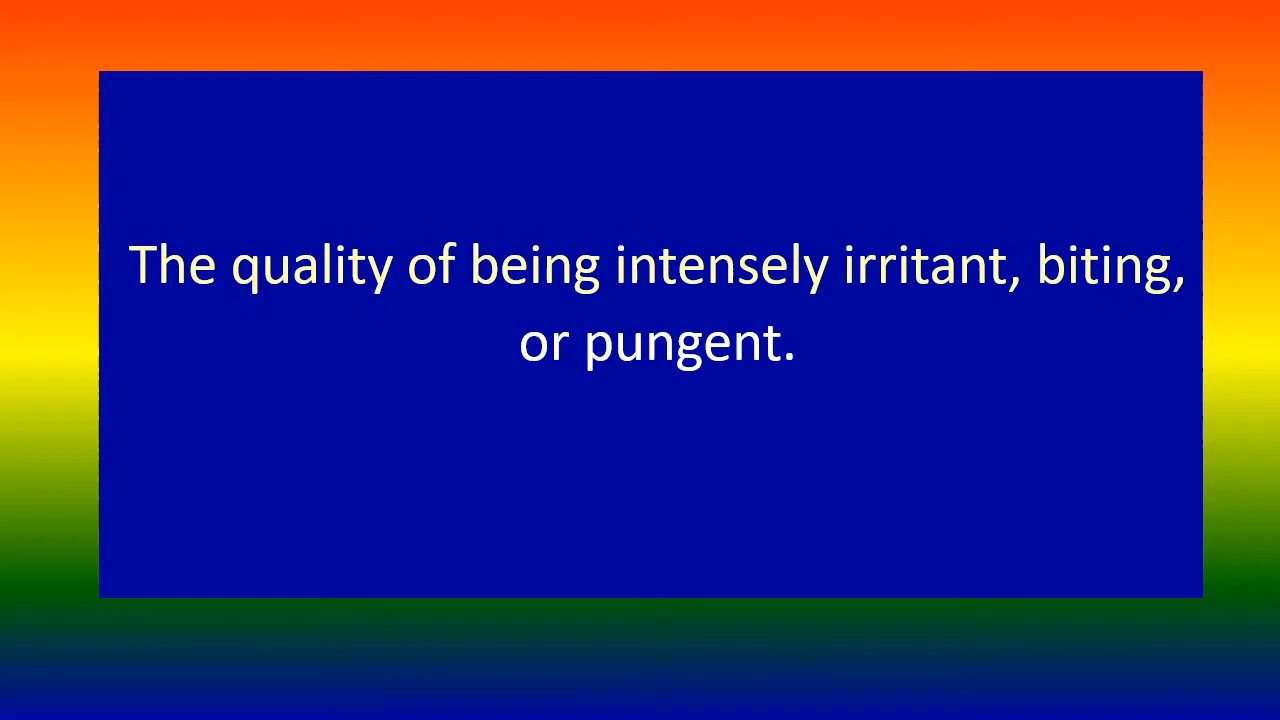 The quality of being intensely irritant, biting,
or pungent.